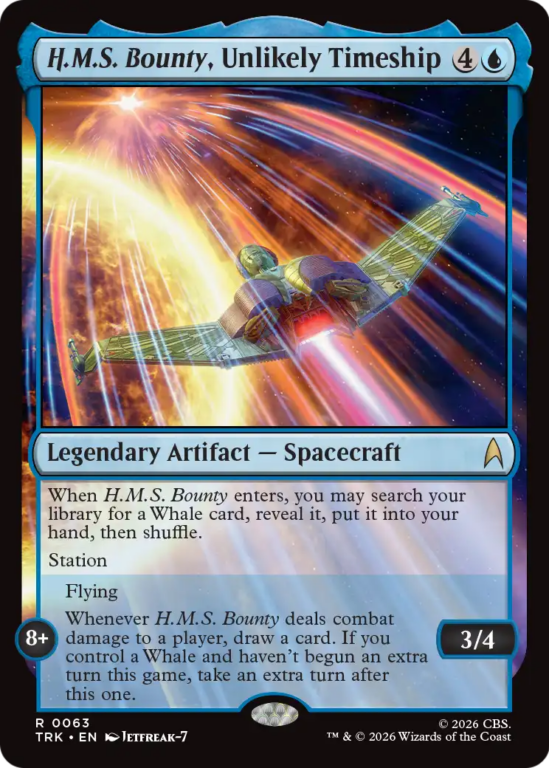 H.M.S. Bounty, Unlikely Timeship 4
Legendary Artifact — Spacecraft
When H.M.S. Bounty enters, you may search your
library for a Whale card, reveal it, put it into your
hand, then shuffle.
Station
Flying
Whenever H.M.S. Bounty deals combat
damage to a player, draw a card. If you
control a Whale and haven't begun an extra
turn this game, take an extra turn after
this one.
8+
3/4
R 0063
TRK • EN JETFREAK-7
© 2026 CBS.
™ & © 2026 Wizards of the Coast